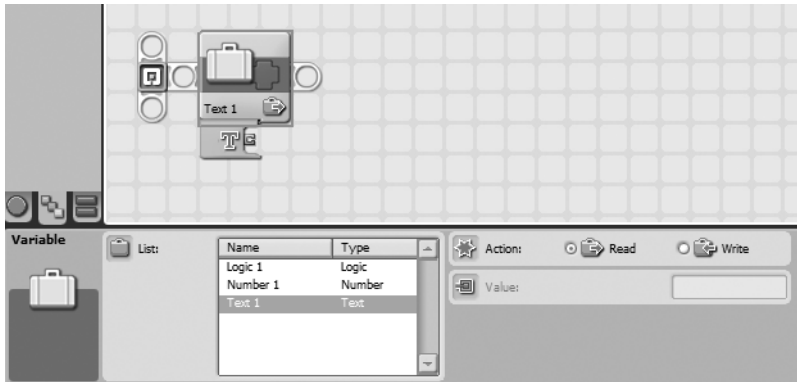 Text 1
T
Variable
List:
Name Type
Logic 1 Logic
Number 1 Number
Text 1 Text
Action: Read Write
Value: